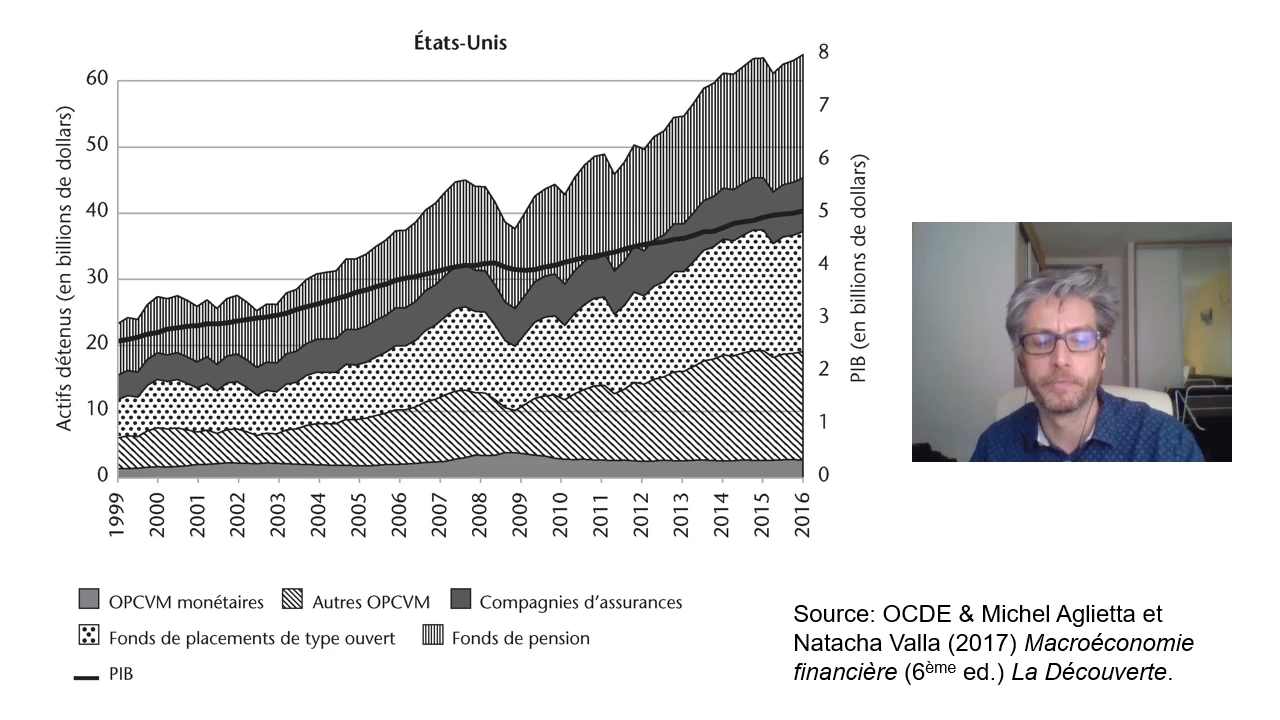 États-Unis
Actifs détenus (en billions de dollars)
60
50
40
30
20
10
0
8
7
6
5
4
3
2
1
0
PIB (en billions de dollars)
1999 2000 2001 2002 2003 2004 2005 2006 2007 2008 2009 2010 2011 2012 2013 2014 2015 2016
OPCVM monétaires Autres OPCVM Compagnies d'assurances
Fonds de placements de type ouvert Fonds de pension
PIB
Source: OCDE & Michel Aglietta et
Natacha Valla (2017) Macroéconomie
financière (6ème ed.) La Découverte.